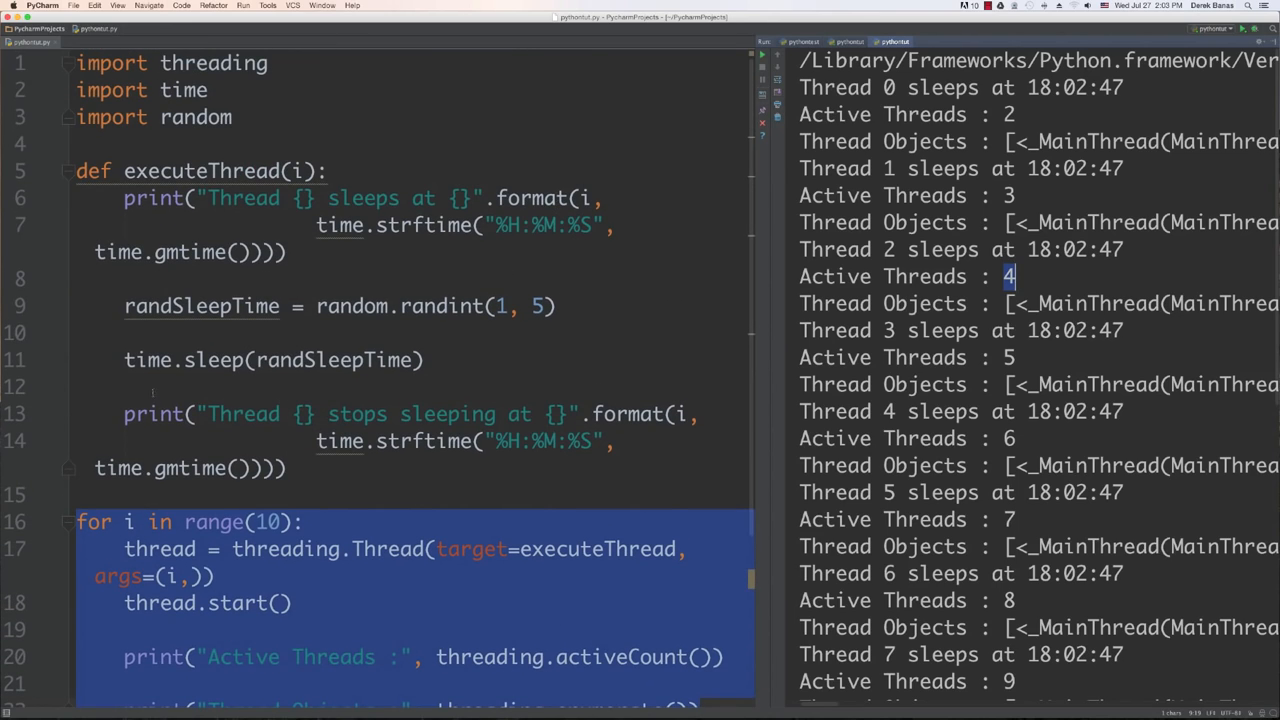 PyCharm File Edit View Navigate Code Refactor Run Tools VCS Window Help Wed Jul 27 2:03 PM Derek Banas
pythontut.py - PycharmProjects - [~/PycharmProjects]
PycharmProjects pythontut.py pythontut
pythontut.py
Run: pythontest pythontut pythontut
1 import threading
2 import time
3 import random
4
5 def executeThread(i):
6 print("Thread {} sleeps at {}".format(i,
7 time.strftime("%H:%M:%S",
time.gmtime())))
8
9 randSleepTime = random.randint(1, 5)
10
11 time.sleep(randSleepTime)
12
13 print("Thread {} stops sleeping at {}".format(i,
14 time.strftime("%H:%M:%S",
time.gmtime())))
15
16 for i in range(10):
17 thread = threading.Thread(target=executeThread,
args=(i,))
18 thread.start()
19
20 print("Active Threads :", threading.activeCount())
21
/Library/Frameworks/Python.framework/Ver
Thread 0 sleeps at 18:02:47
Active Threads : 2
Thread Objects : [<_MainThread(MainThrea
Thread 1 sleeps at 18:02:47
Active Threads : 3
Thread Objects : [<_MainThread(MainThrea
Thread 2 sleeps at 18:02:47
Active Threads : 4
Thread Objects : [<_MainThread(MainThrea
Thread 3 sleeps at 18:02:47
Active Threads : 5
Thread Objects : [<_MainThread(MainThrea
Thread 4 sleeps at 18:02:47
Active Threads : 6
Thread Objects : [<_MainThread(MainThrea
Thread 5 sleeps at 18:02:47
Active Threads : 7
Thread Objects : [<_MainThread(MainThrea
Thread 6 sleeps at 18:02:47
Active Threads : 8
Thread Objects : [<_MainThread(MainThrea
Thread 7 sleeps at 18:02:47
Active Threads : 9
1 chars 9:19 LF÷ UTF-8÷